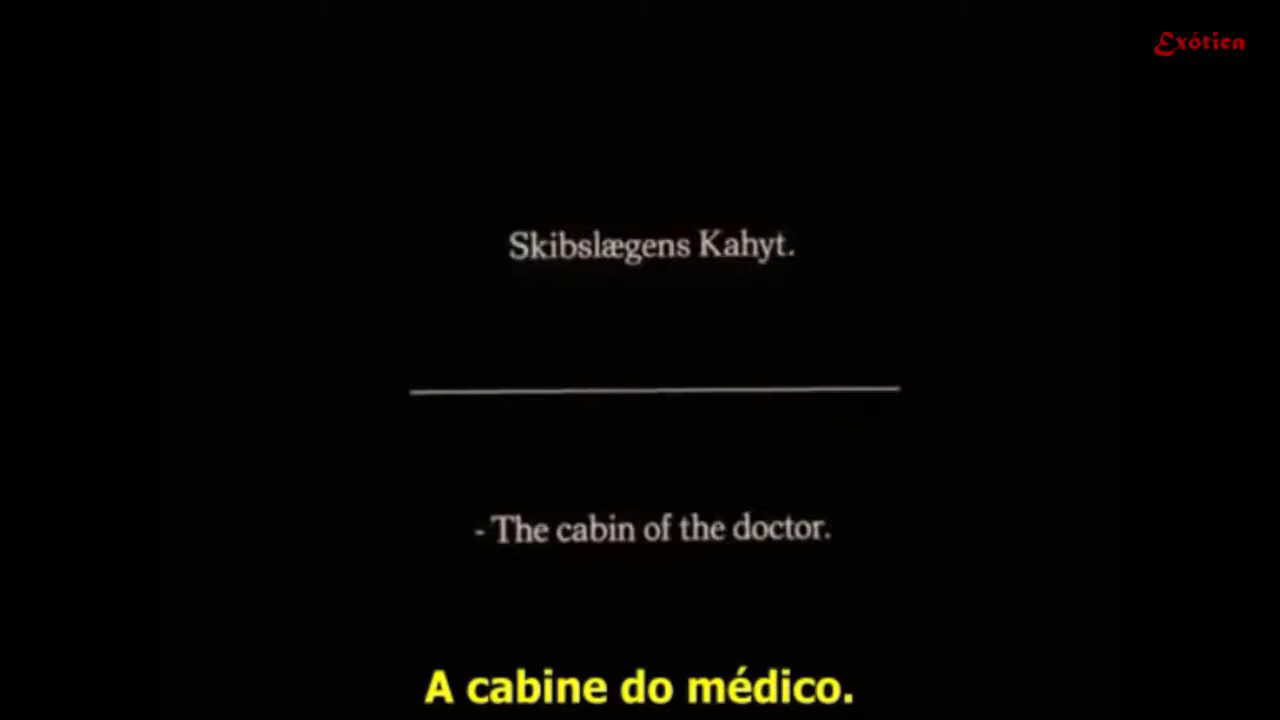 Exótica
Skibslægens Kahyt.
- The cabin of the doctor.
A cabine do médico.